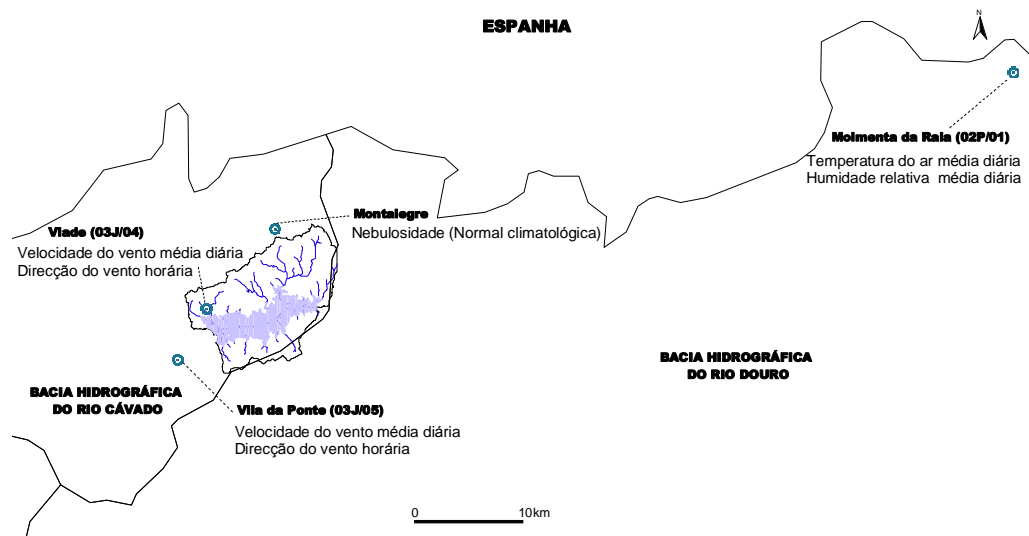 N
ESPANHA
Moimenta da Raia (02P/01)
Temperatura do ar média diária
Humidade relativa média diária
Montalegre
Nebulosidade (Normal climatológica)
Viade (03J/04)
Velocidade do vento média diária
Direcção do vento horária
BACIA HIDROGRÁFICA
DO RIO DOURO
BACIA HIDROGRÁFICA
DO RIO CÁVADO
Vila da Ponte (03J/05)
Velocidade do vento média diária
Direcção do vento horária
0 10km